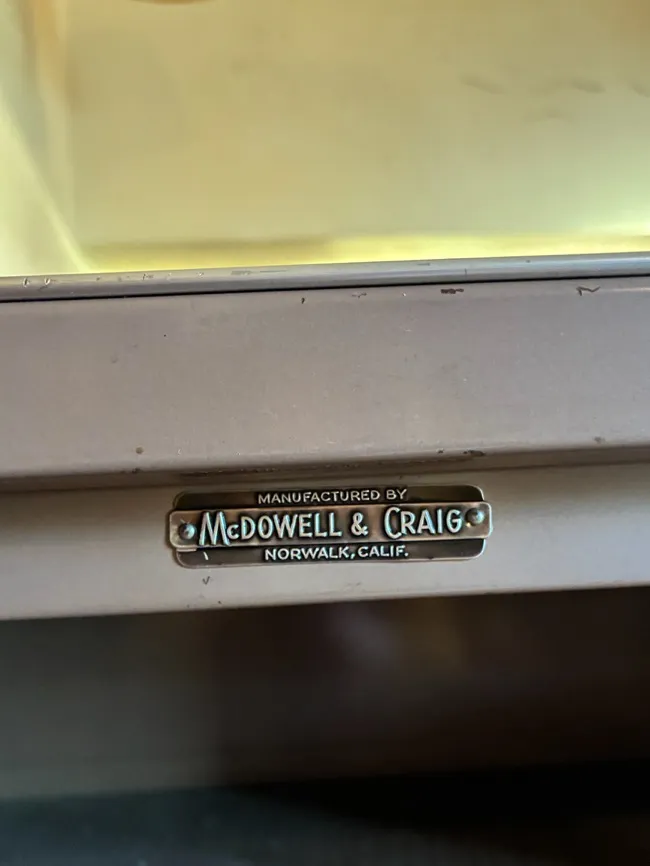 MANUFACTURED BY
McDOWELL & CRAIG
NORWALK, CALIF.